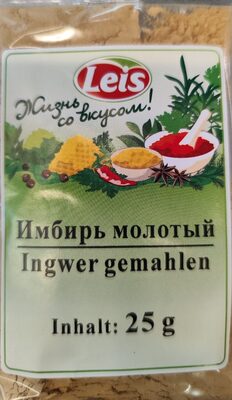 Leis
Жизнь
со вкусом!
Имбирь молотый
Ingwer gemahlen
Inhalt: 25 g